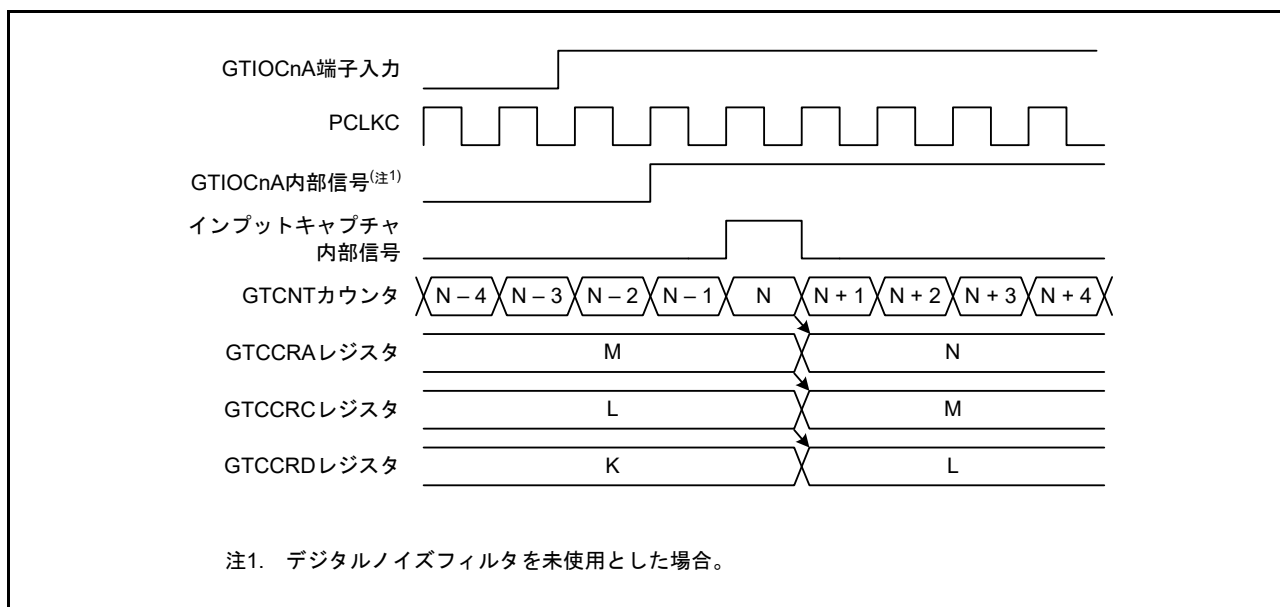 GTIOCnA端子入力
PCLKC
GTIOCnA内部信号(注1)
インプットキャプチャ
内部信号
GTCNTカウンタ N – 4 N – 3 N – 2 N – 1 N N + 1 N + 2 N + 3 N + 4
GTCCRAレジスタ M N
GTCCRCレジスタ L M
GTCCRDレジスタ K L
注1. デジタルノイズフィルタを未使用とした場合。